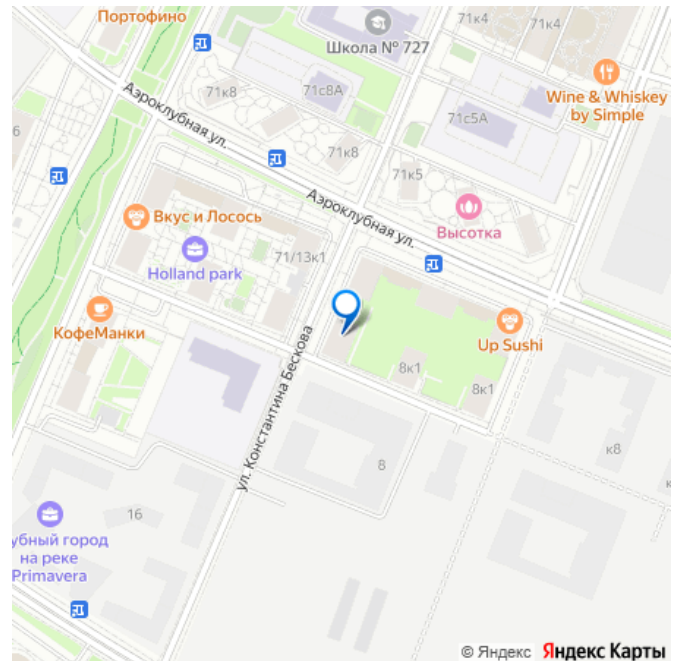 Портофино
71к4
71к4
Школа № 727
Wine & Whiskey
by Simple
71к8
71с8А
71с5А
Аэроклубная ул.
71к8
71к5
Аэроклубная ул.
Высотка
Вкус и Лосось
Holland park
71/13к1
КофеМанки
Up Sushi
8к1
8к1
ул. Константина Бескова
8
к8
16
убный город
на реке
Primavera
© Яндекс Яндекс Карты